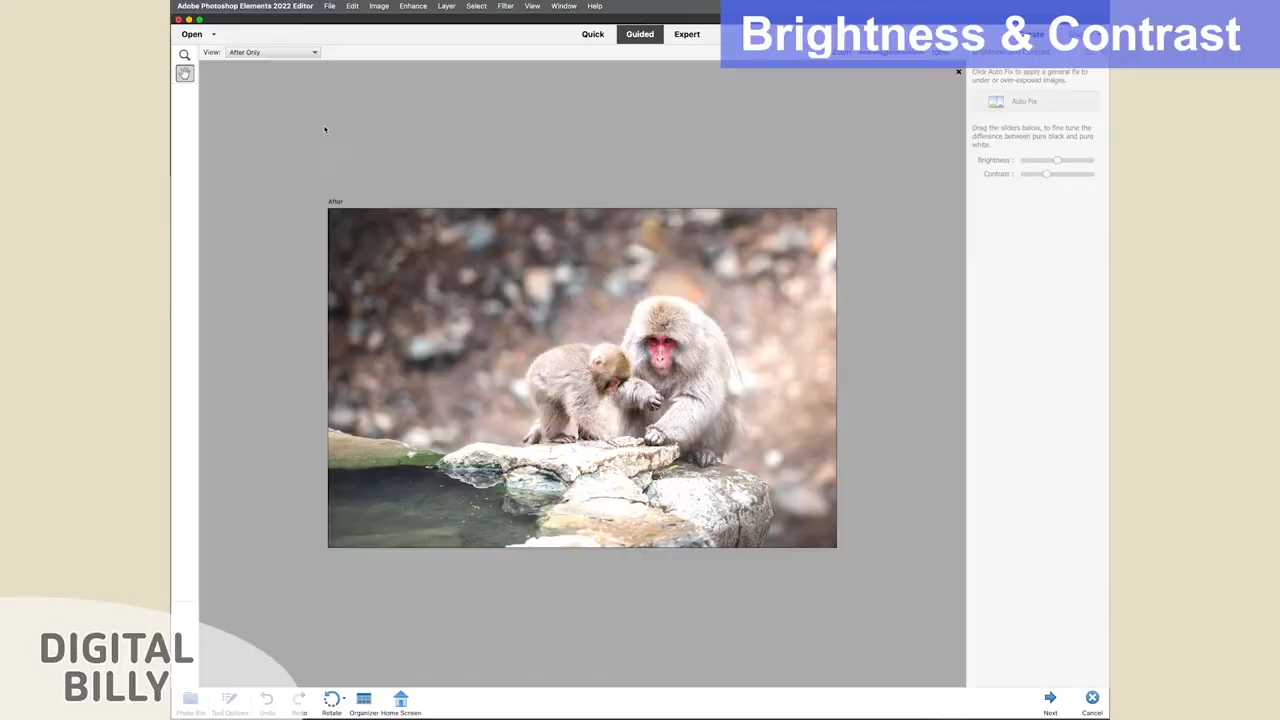 Adobe Photoshop Elements 2022 Editor File Edit Image Enhance Layer Select Filter View Window Help
Brightness & Contrast
Open Quick Guided Expert
View: After Only
Click Auto Fix to apply a general fix to
under or over-exposed images.
Auto Fix
Drag the sliders below, to fine tune the
difference between pure black and pure
white.
Brightness :
Contrast :
After
DIGITAL
BILLY
Photo Bin Tool Options Undo Redo Rotate Organizer Home Screen Next Cancel